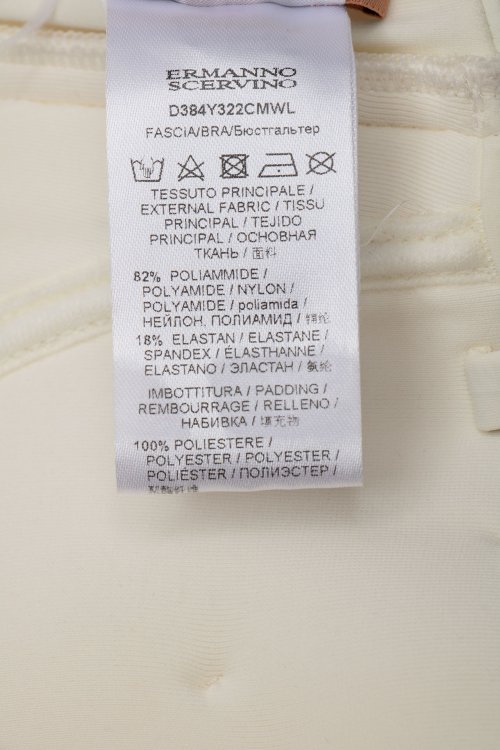 ERMANNO
SCERVINO
D384Y322CMWL
FASCIA/BRA/Бюстгальтер
TESSUTO PRINCIPALE /
EXTERNAL FABRIC / TISSU
PRINCIPAL / TEJIDO
PRINCIPAL / ОСНОВНАЯ
ТКАНЬ / 面料
82% POLIAMMIDE /
POLYAMIDE / NYLON /
POLYAMIDE / poliamida /
НЕЙЛОН, ПОЛИАМИД / 锦纶
18% ELASTAN / ELASTANE /
SPANDEX / ÉLASTHANNE /
ELASTANO / ЭЛАСТАН / 氨纶
IMBOTTITURA / PADDING /
REMBOURRAGE / RELLENO /
НАБИВКА / 填充物
100% POLIESTERE /
POLYESTER / POLYESTER /
POLIÉSTER / ПОЛИЭСТЕР /